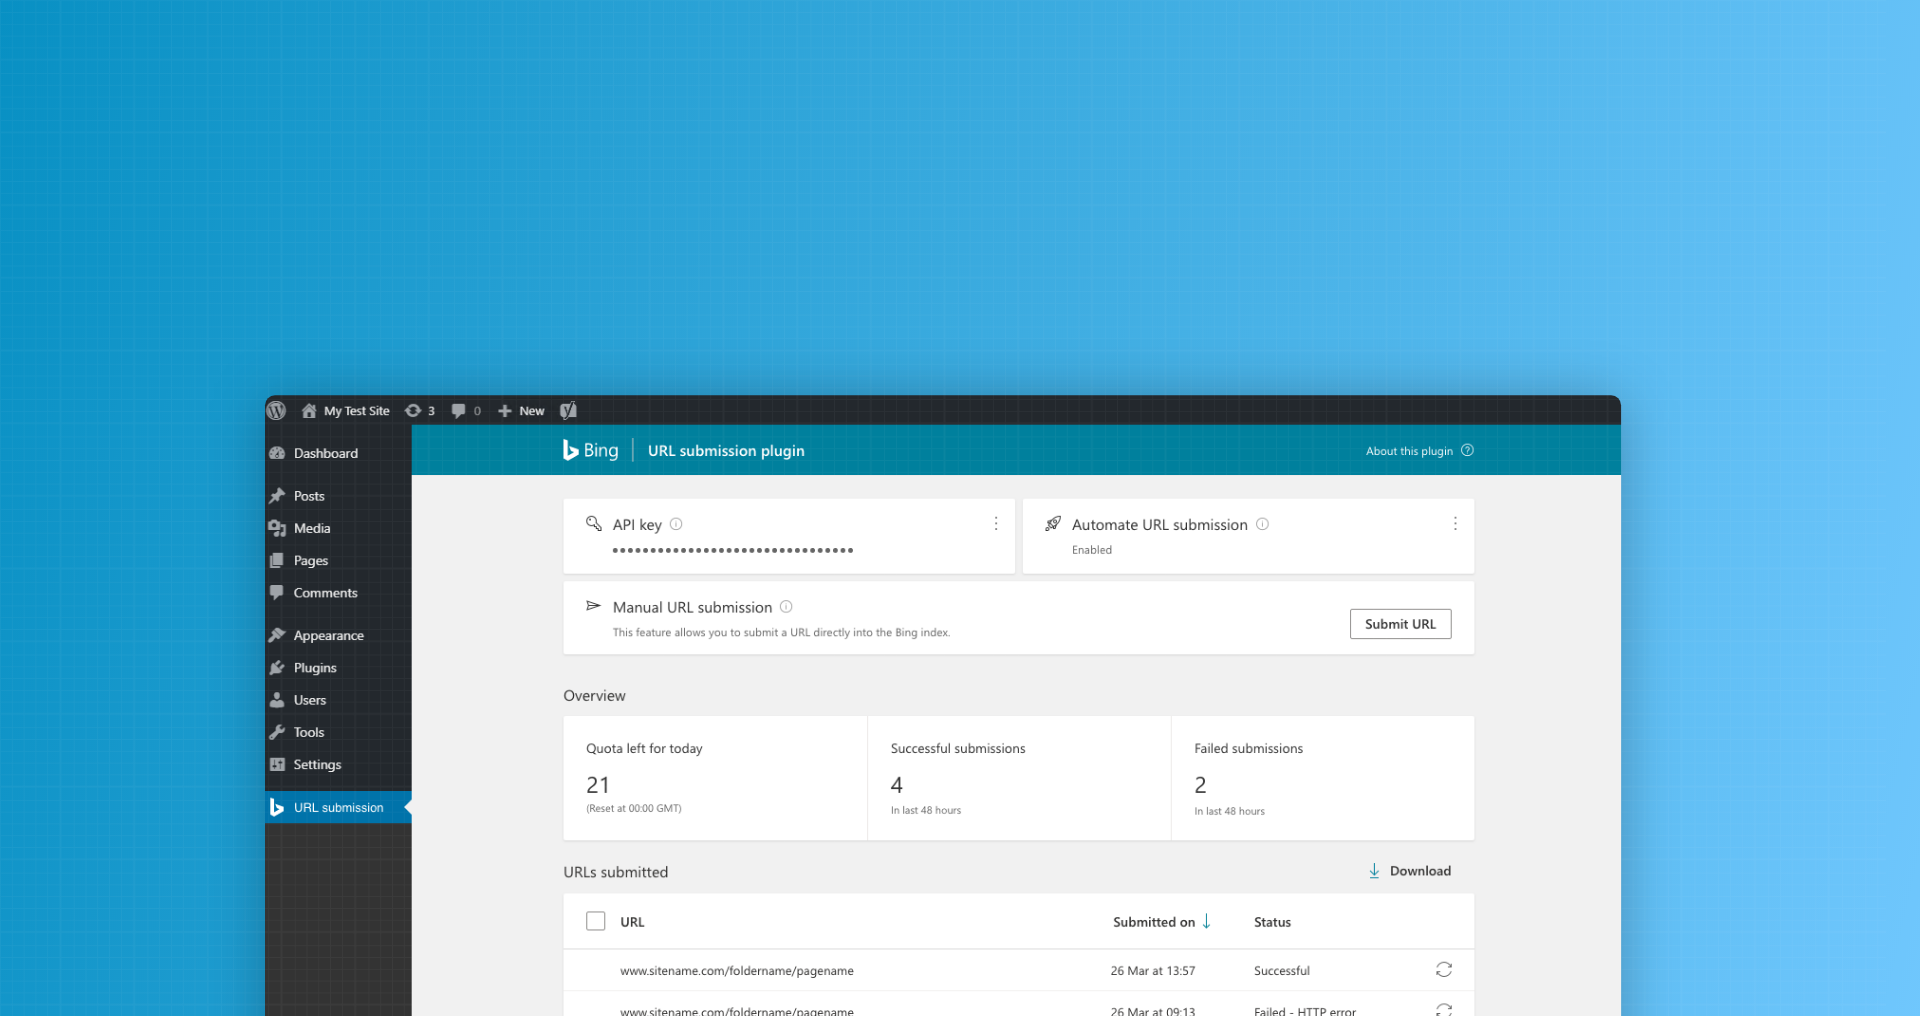 My Test Site 3 0 New
Bing URL submission plugin About this plugin
Dashboard
Posts
Media
Pages
Comments
Appearance
Plugins
Users
Tools
Settings
URL submission
API key
Automate URL submission
Enabled
Manual URL submission
This feature allows you to submit a URL directly into the Bing index.
Submit URL
Overview
Quota left for today
21
(Reset at 00:00 GMT)
Successful submissions
4
In last 48 hours
Failed submissions
2
In last 48 hours
URLs submitted
Download
URL Submitted on Status
www.sitename.com/foldername/pagename 26 Mar at 13:57 Successful
www.sitename.com/foldername/pagename 26 Mar at 09:13 Failed - HTTP error